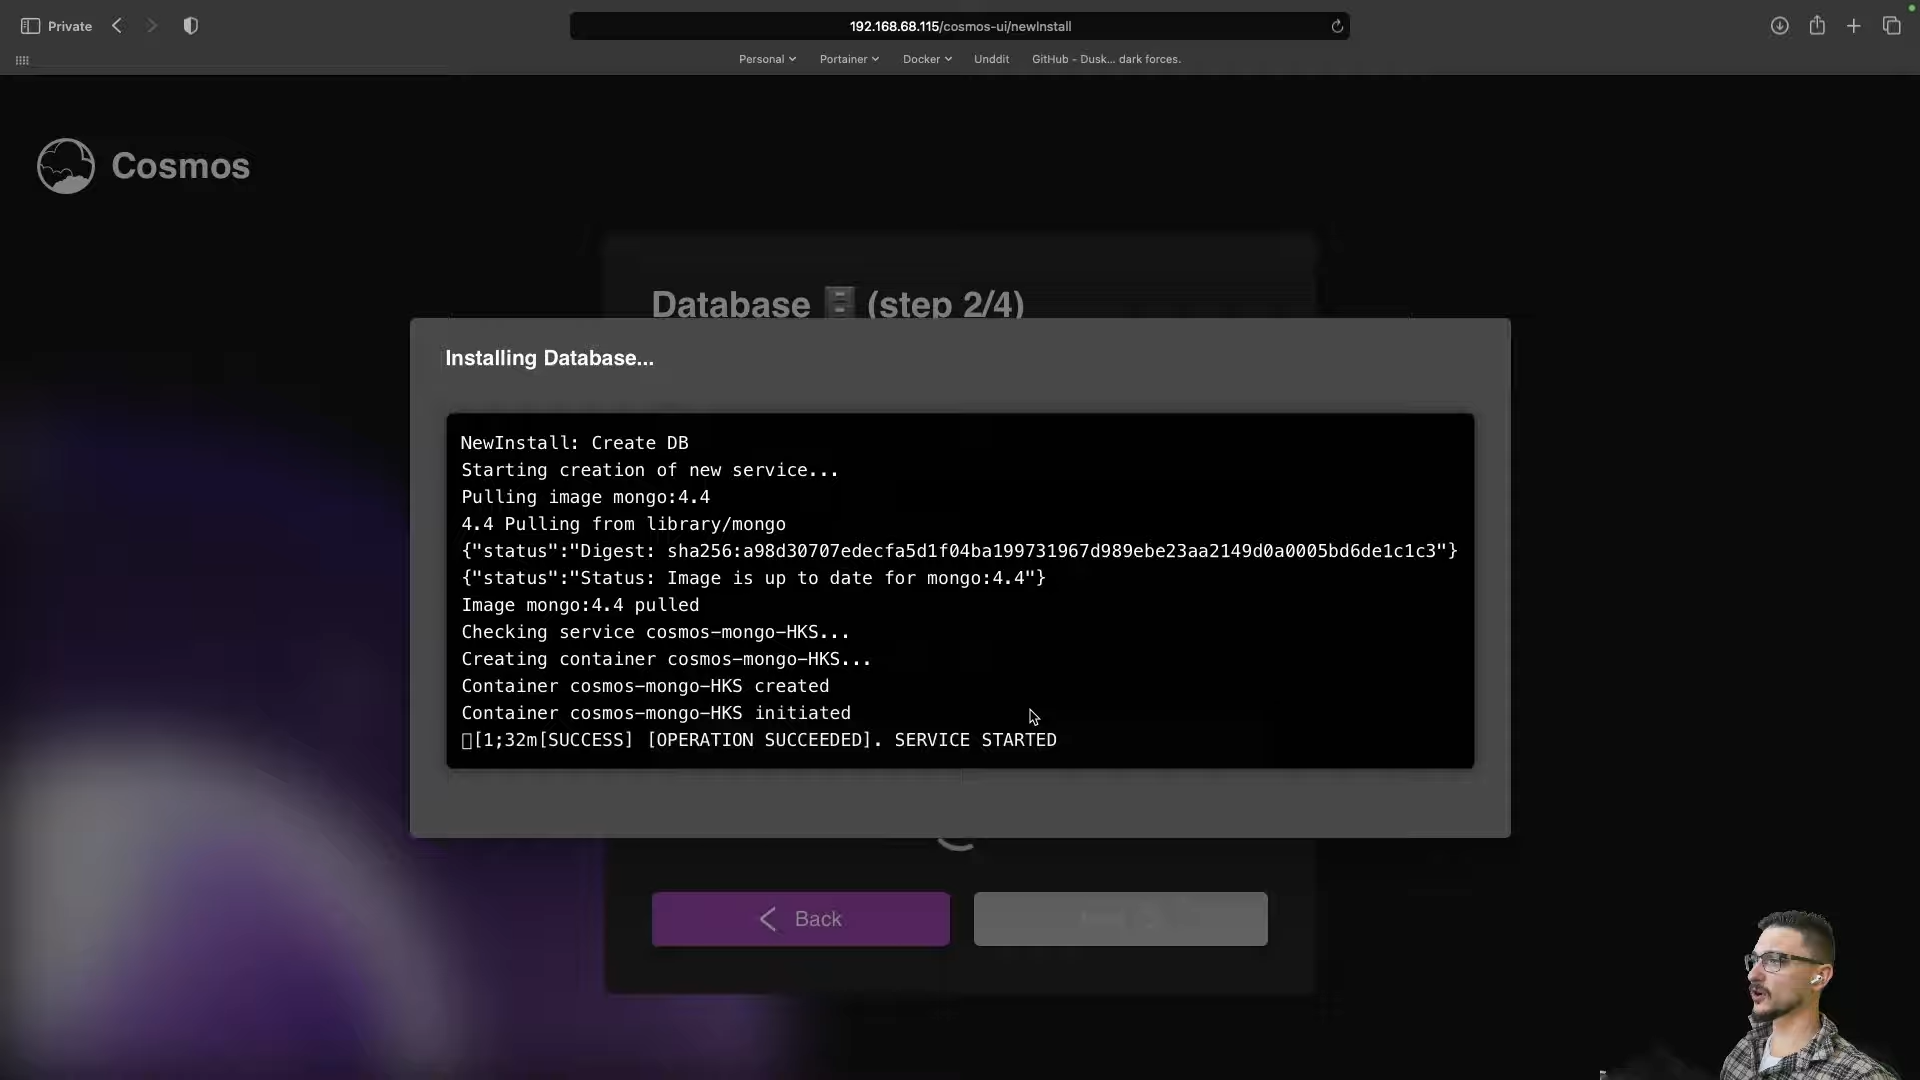 Private
192.168.68.115/cosmos-ui/newInstall
Personal
Portainer
Docker
Unddit
GitHub - Dusk... dark forces.
Cosmos
Database 🗄️ (step 2/4)
Installing Database...
NewInstall: Create DB
Starting creation of new service...
Pulling image mongo:4.4
4.4 Pulling from library/mongo
{"status":"Digest: sha256:a98d30707edecfa5d1f04ba199731967d989ebe23aa2149d0a0005bd6de1c1c3"}
{"status":"Status: Image is up to date for mongo:4.4"}
Image mongo:4.4 pulled
Checking service cosmos-mongo-HKS...
Creating container cosmos-mongo-HKS...
Container cosmos-mongo-HKS created
Container cosmos-mongo-HKS initiated
[1;32m[SUCCESS] [OPERATION SUCCEEDED]. SERVICE STARTED
Back